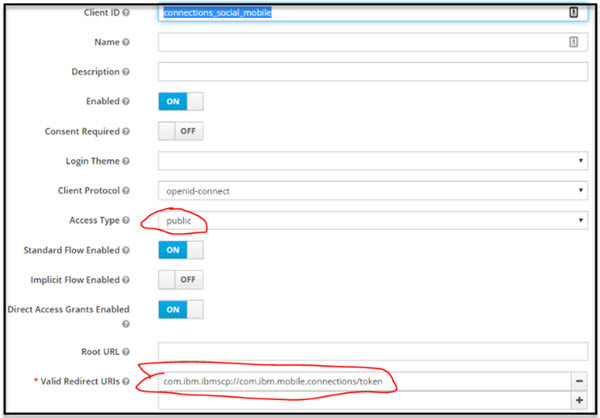 Client ID connections_social_mobile
Name
Description
Enabled ON
Consent Required OFF
Login Theme
Client Protocol openid-connect
Access Type public
Standard Flow Enabled ON
Implicit Flow Enabled OFF
Direct Access Grants Enabled ON
Root URL
* Valid Redirect URIs com.ibm.ibmscp://com.ibm.mobile.connections/token